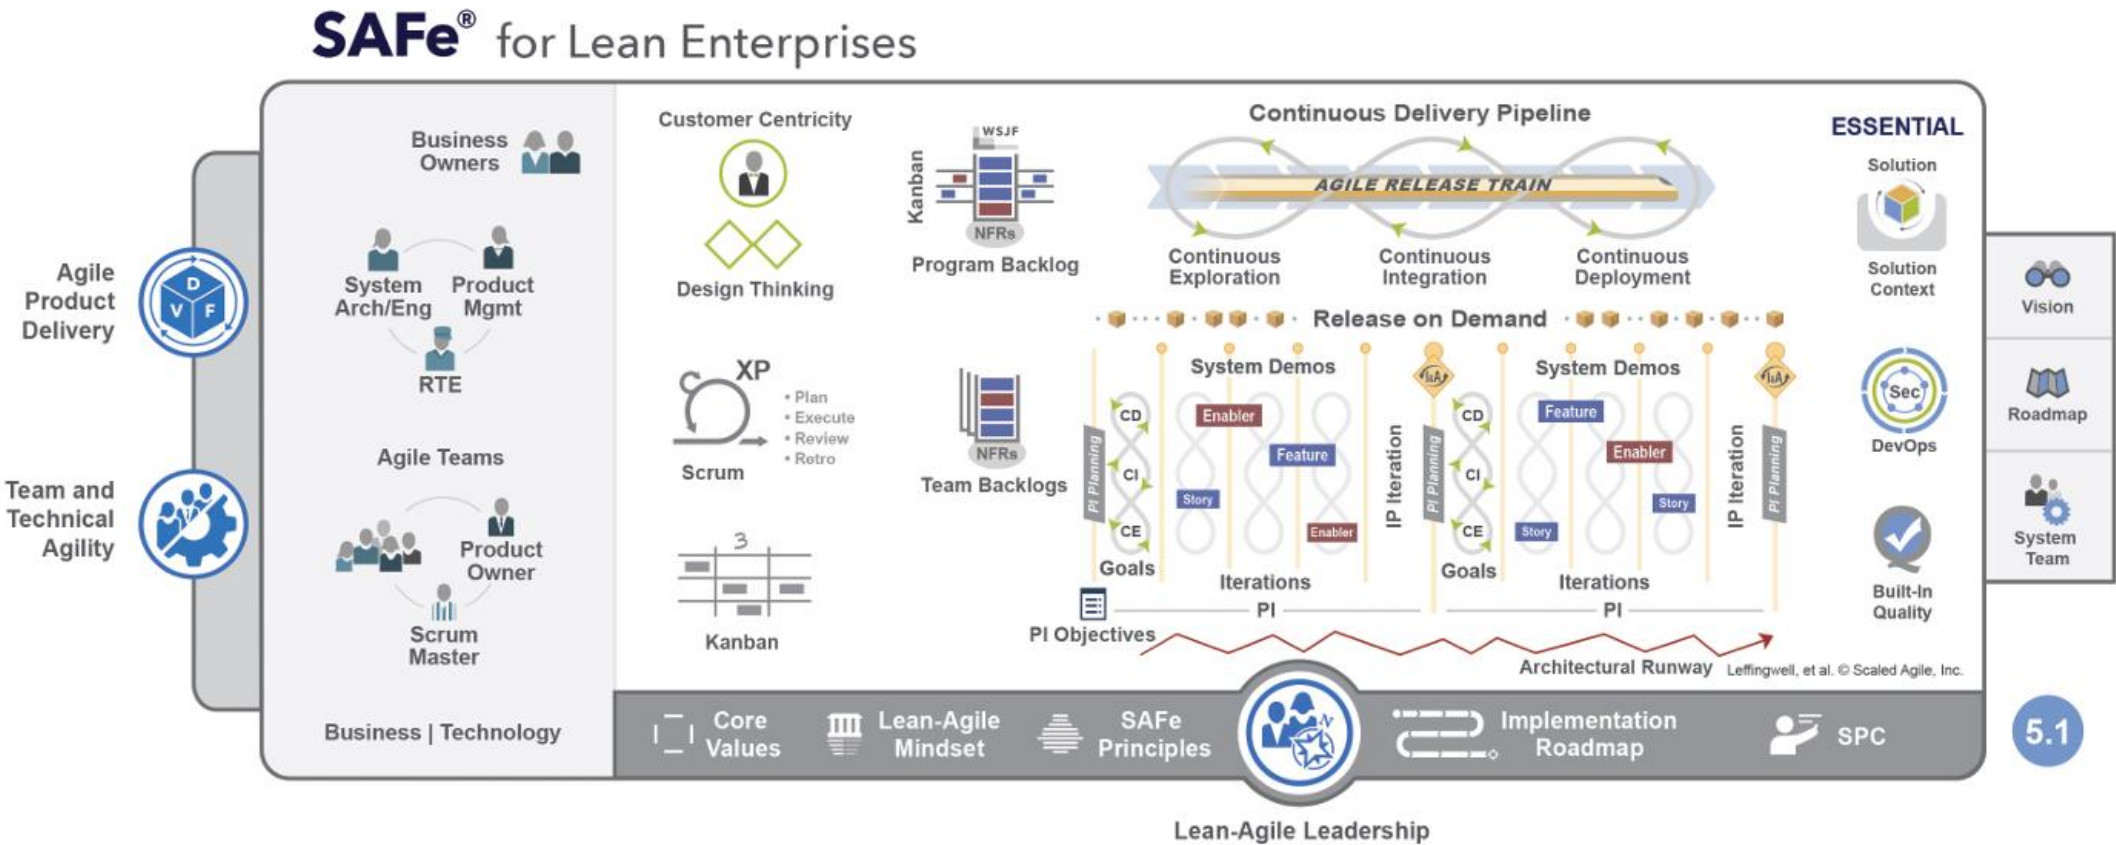 SAFe® for Lean Enterprises
Agile
Product
Delivery
D
V F
Team and
Technical
Agility
Business
Owners
System
Arch/Eng
Product
Mgmt
RTE
Agile Teams
Product
Owner
Scrum
Master
Business | Technology
Customer Centricity
Design Thinking
XP
• Plan
• Execute
• Review
• Retro
Scrum
3
Kanban
Kanban
WSJF
NFRs
Program Backlog
NFRs
Team Backlogs
Continuous Delivery Pipeline
AGILE RELEASE TRAIN
Continuous
Exploration
Continuous
Integration
Continuous
Deployment
Release on Demand
System Demos
System Demos
I&A
I&A
PI Planning
CD
CI
CE
Goals
Enabler
Feature
Story
Enabler
Iterations
IP Iteration
PI Planning
CD
CI
CE
Goals
Feature
Enabler
Story
Story
Iterations
IP Iteration
PI Planning
PI
PI
PI Objectives
Architectural Runway
Leffingwell, et al. © Scaled Agile, Inc.
ESSENTIAL
Solution
Solution
Context
Sec
DevOps
Built-In
Quality
Vision
Roadmap
System
Team
Core
Values
Lean-Agile
Mindset
SAFe
Principles
N
Implementation
Roadmap
SPC
5.1
Lean-Agile Leadership